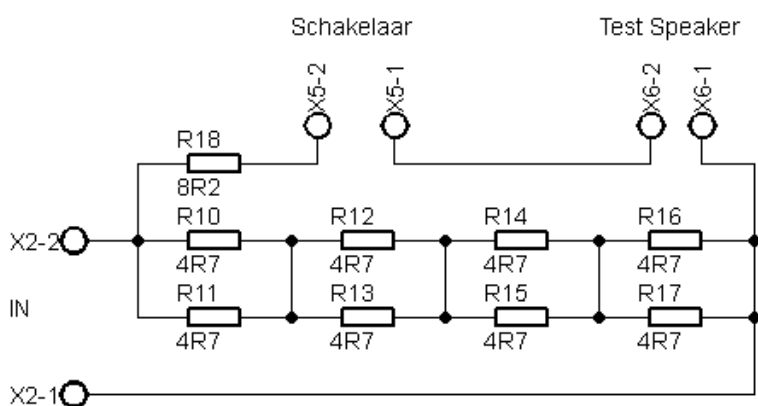 Schakelaar Test Speaker
X5-2 X5-1 X6-2 X6-1
R18
8R2
R10 R12 R14 R16
X2-2
4R7 4R7 4R7 4R7
R11 R13 R15 R17
IN
4R7 4R7 4R7 4R7
X2-1